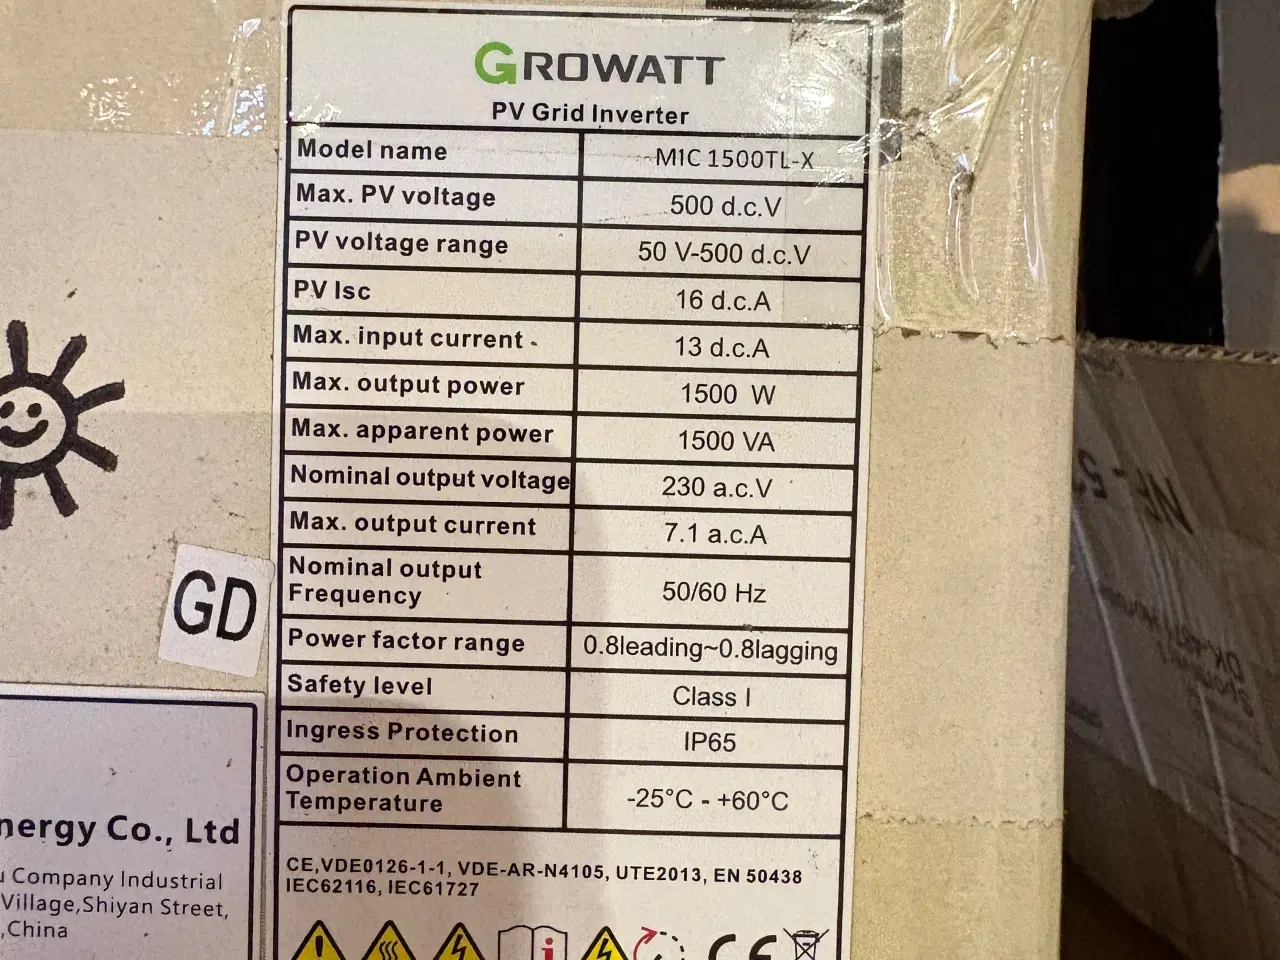 GROWATT
PV Grid Inverter
Model name MIC 1500TL-X
Max. PV voltage 500 d.c.V
PV voltage range 50 V-500 d.c.V
PV Isc 16 d.c.A
Max. input current 13 d.c.A
Max. output power 1500 W
Max. apparent power 1500 VA
Nominal output voltage 230 a.c.V
Max. output current 7.1 a.c.A
Nominal output
Frequency 50/60 Hz
Power factor range 0.8leading~0.8lagging
Safety level Class I
Ingress Protection IP65
Operation Ambient
Temperature -25°C - +60°C
CE,VDE0126-1-1, VDE-AR-N4105, UTE2013, EN 50438
IEC62116, IEC61727
i
CE
GD
nergy Co., Ltd
Company Industrial
Village,Shiyan Street,
,China